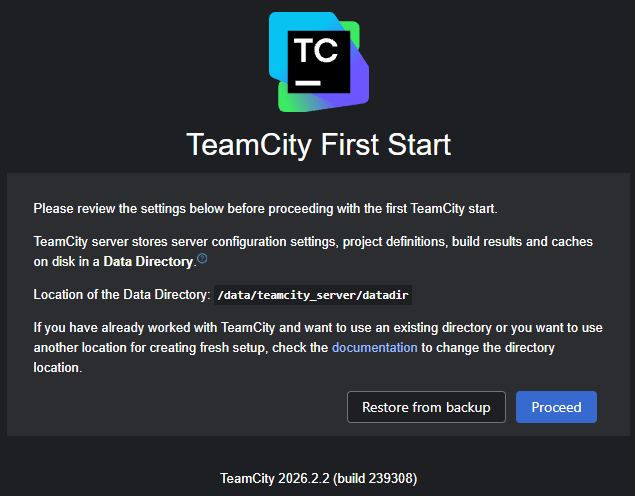 TC
TeamCity First Start
Please review the settings below before proceeding with the first TeamCity start.
TeamCity server stores server configuration settings, project definitions, build results and caches
on disk in a Data Directory.?
Location of the Data Directory: /data/teamcity_server/datadir
If you have already worked with TeamCity and want to use an existing directory or you want to use
another location for creating fresh setup, check the documentation to change the directory
location.
Restore from backup Proceed
TeamCity 2026.2.2 (build 239308)